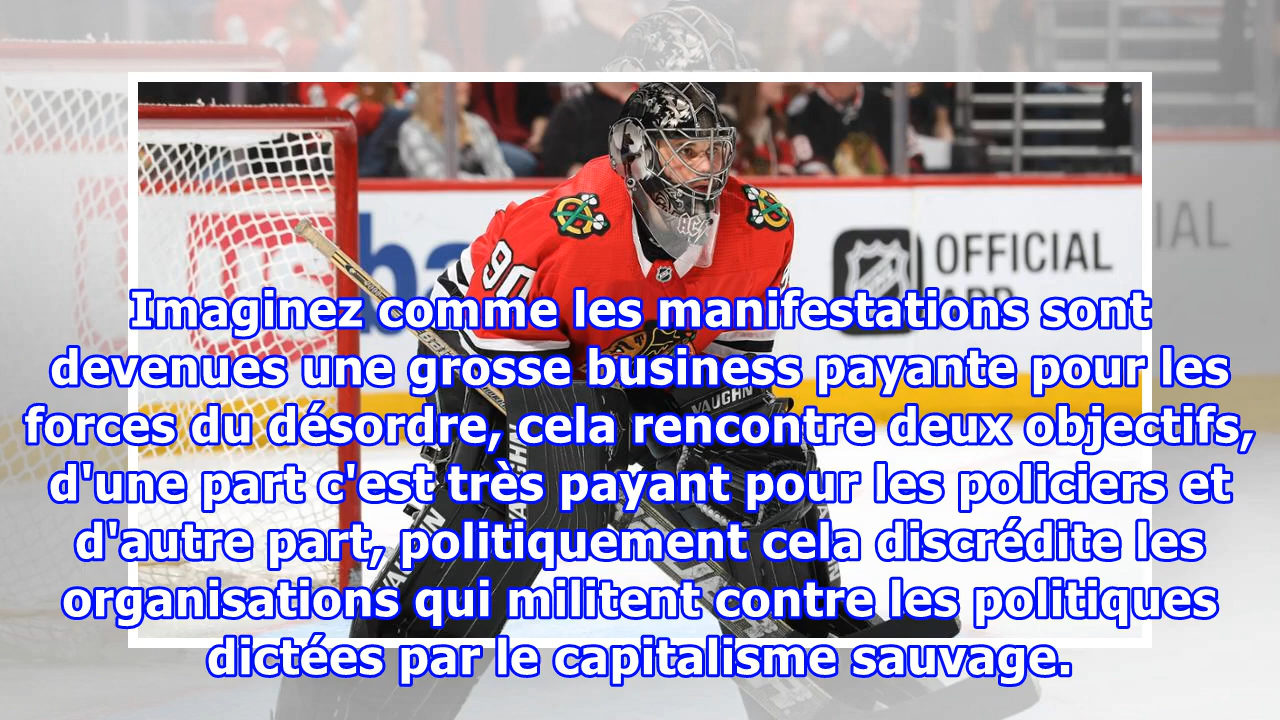 OFFICIAL
90
VAUGHN
Imaginez comme les manifestations sont
devenues une grosse business payante pour les
forces du désordre, cela rencontre deux objectifs,
d'une part c'est très payant pour les policiers et
d'autre part, politiquement cela discrédite les
organisations qui militent contre les politiques
dictées par le capitalisme sauvage.